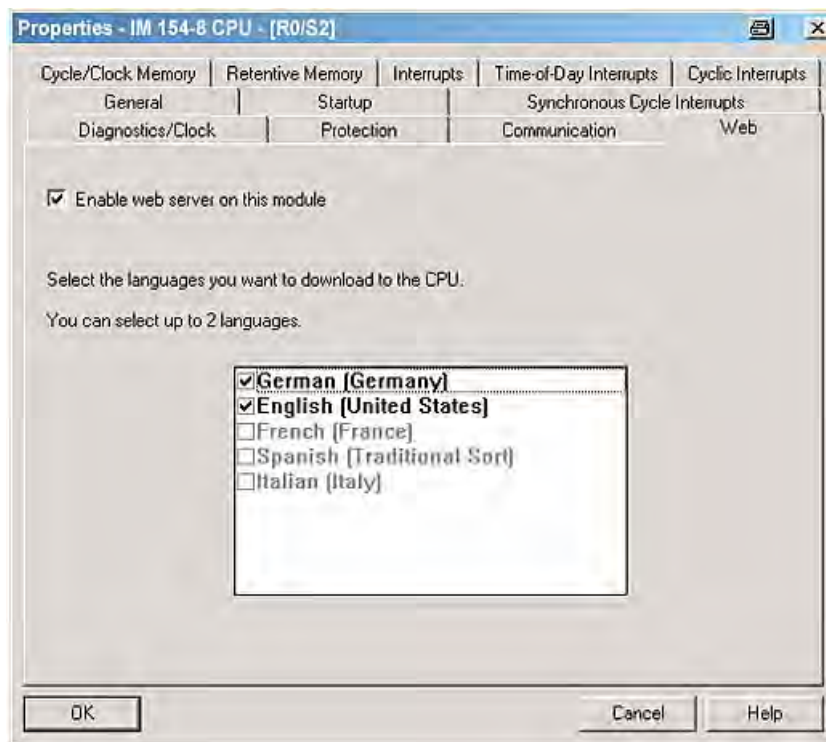 Properties - IM 154-8 CPU - [R0/S2]
Cycle/Clock Memory Retentive Memory Interrupts Time-of-Day Interrupts Cyclic Interrupts
General Startup Synchronous Cycle Interrupts
Diagnostics/Clock Protection Communication Web
Enable web server on this module
Select the languages you want to download to the CPU.
You can select up to 2 languages.
German (Germany)
English (United States)
French (France)
Spanish (Traditional Sort)
Italian (Italy)
OK Cancel Help